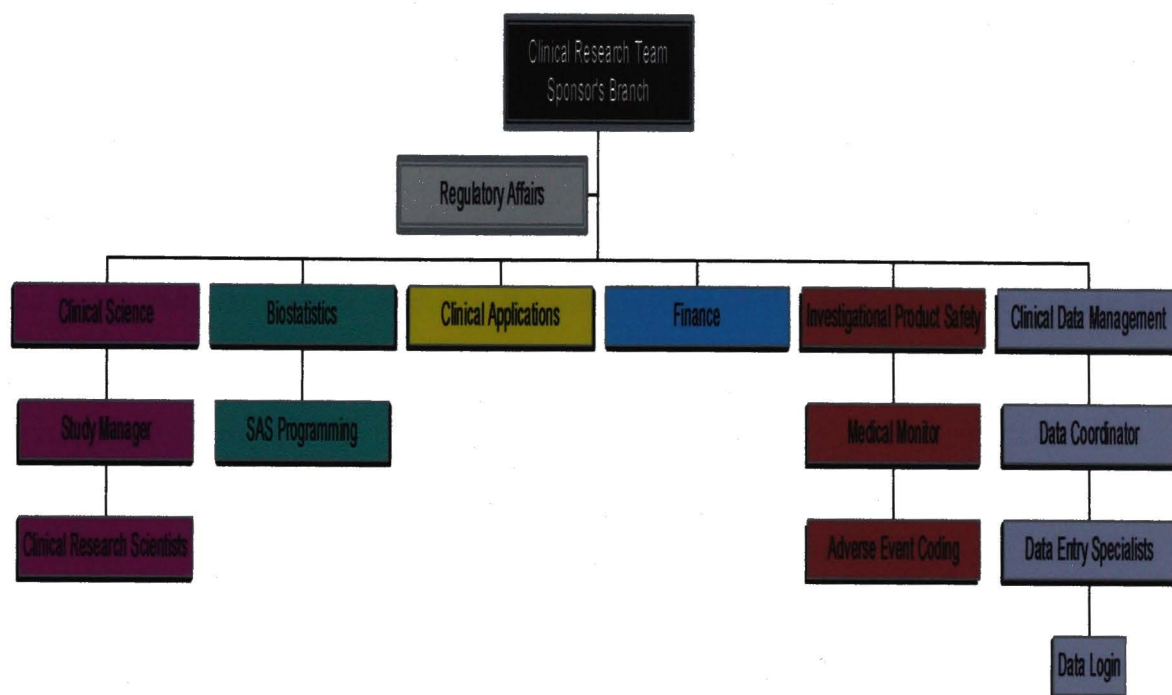 Clinical Research Team
Sponsor's Branch
Regulatory Affairs
Clinical Science
Biostatistics
Clinical Applications
Finance
Investigational Product Safety
Clinical Data Management
Study Manager
SAS Programming
Medical Monitor
Data Coordinator
Clinical Research Scientists
Adverse Event Coding
Data Entry Specialists
Data Login